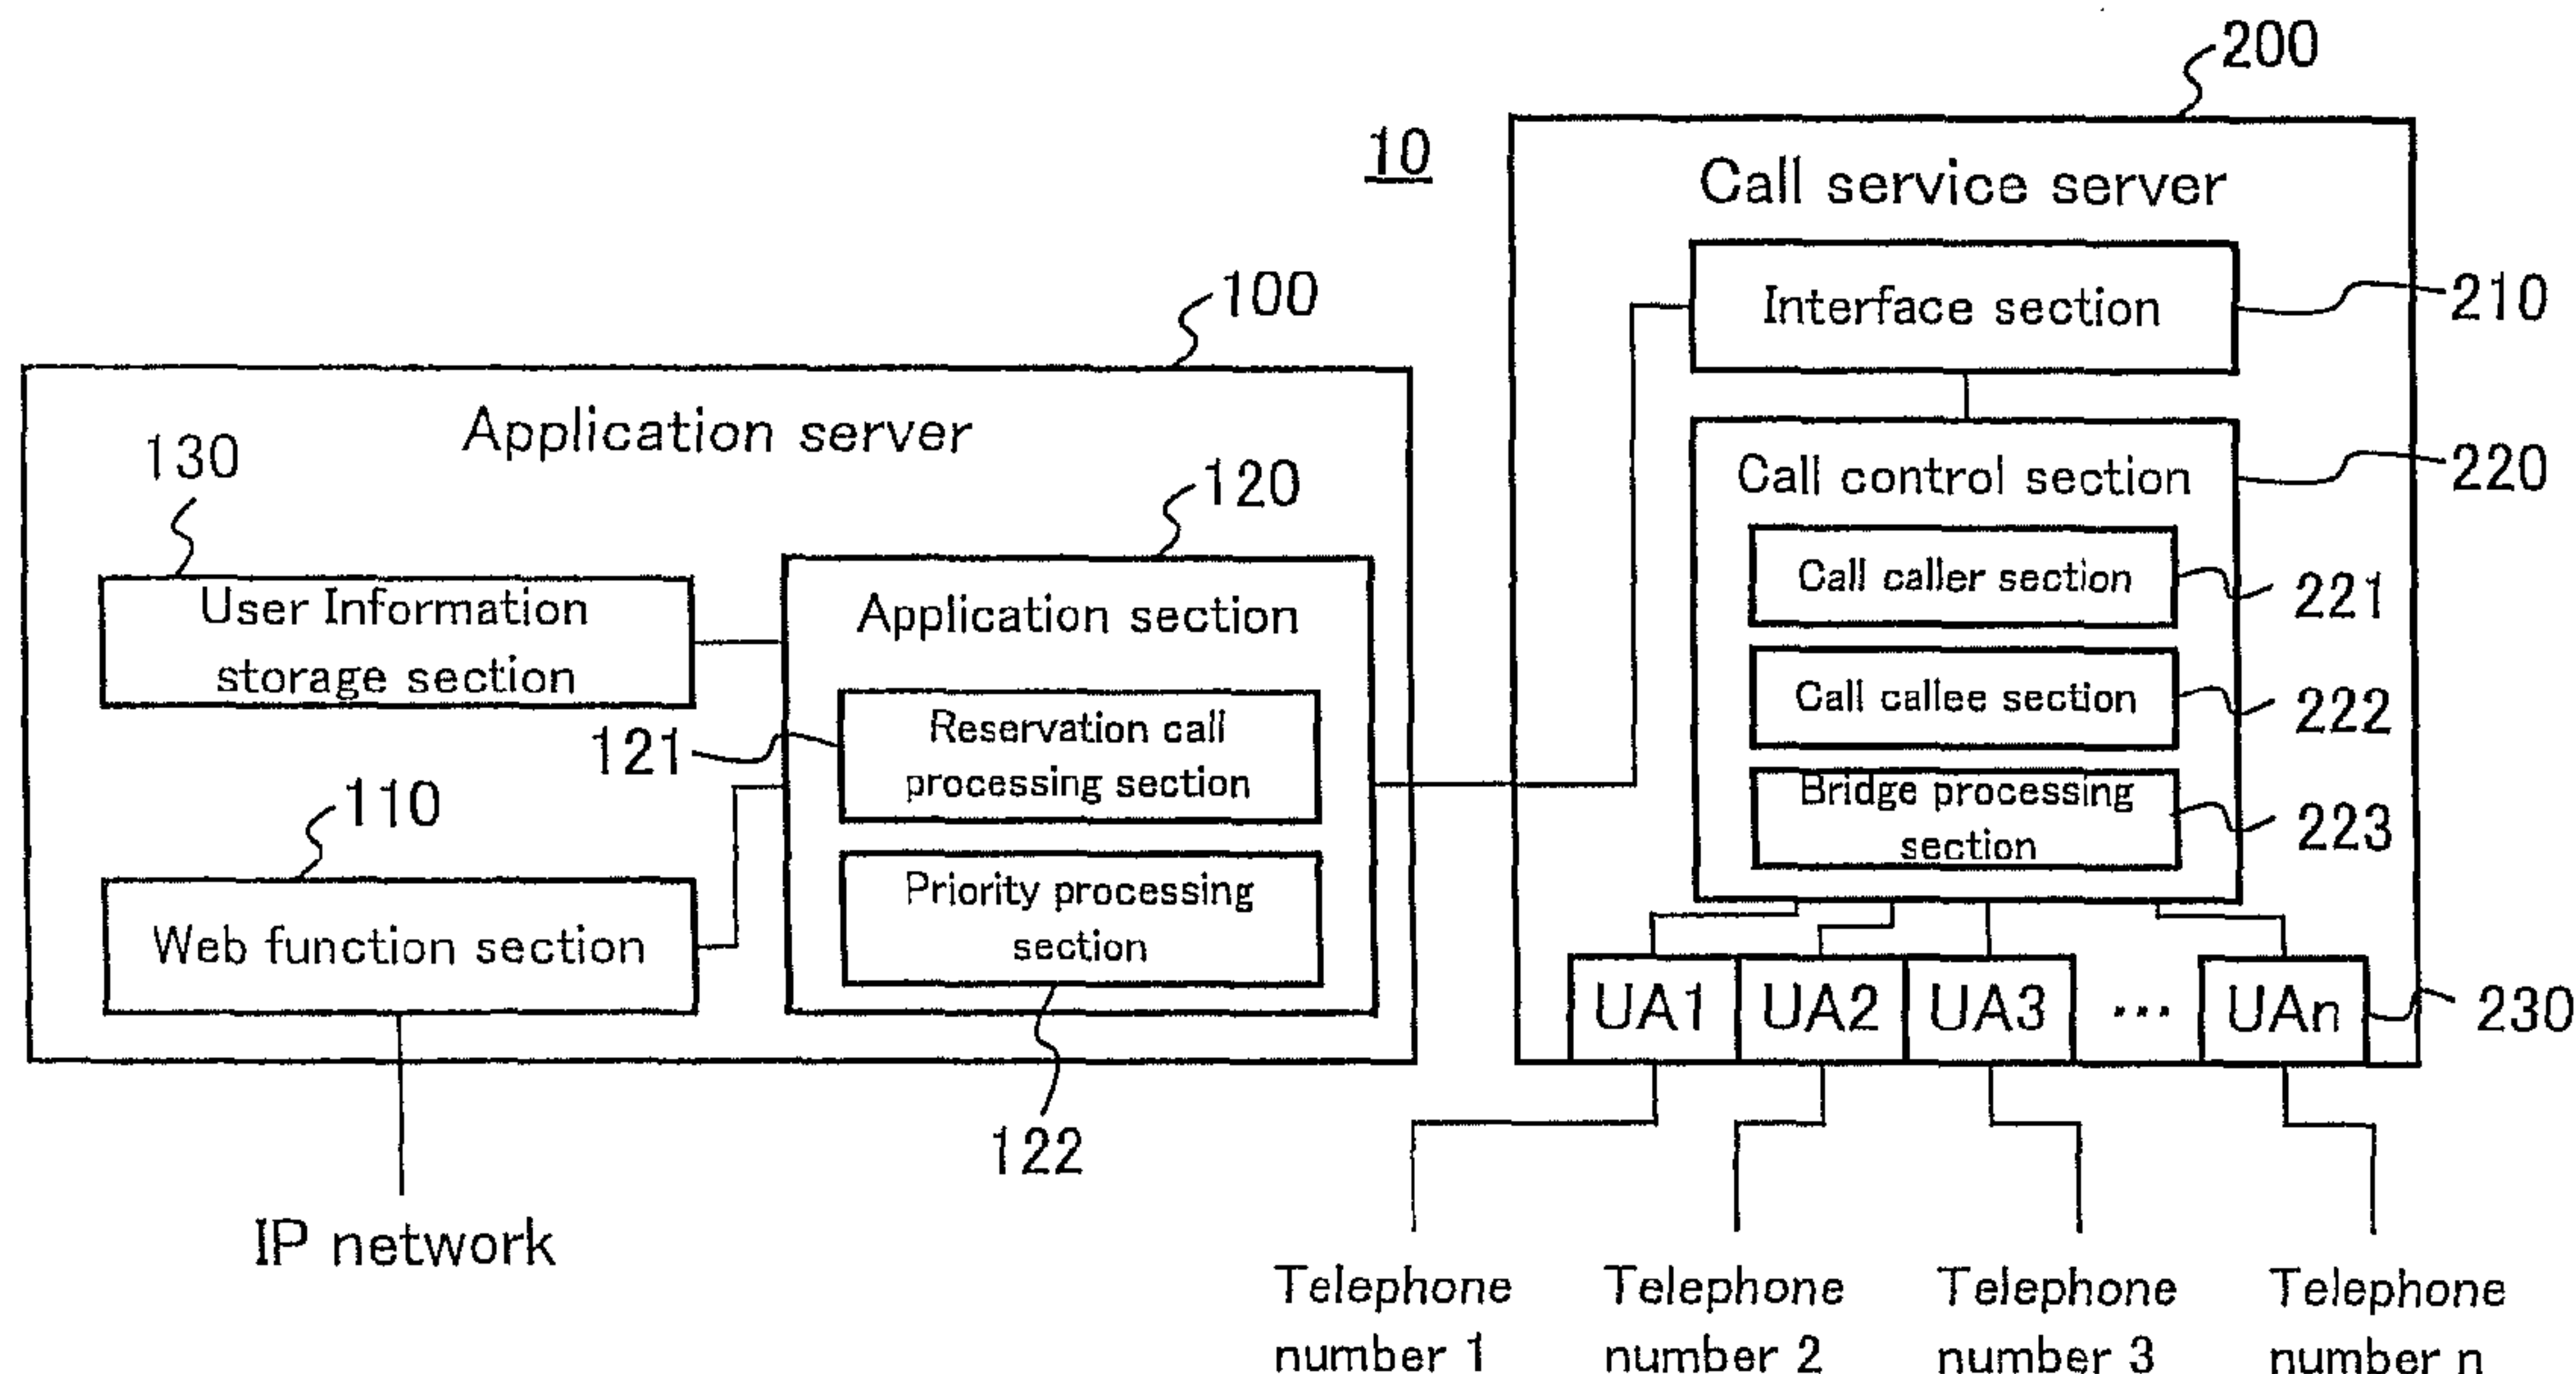 200
10
Call service server
Interface section
210
100
Application server
130
120
Call control section
220
Call caller section
221
User Information
storage section
Application section
Call callee section
222
121
Reservation call
processing section
110
Bridge processing
section
223
Web function section
Priority processing
section
UA1
UA2
UA3
...
UAn
230
122
IP network
Telephone
number 1
Telephone
number 2
Telephone
number 3
Telephone
number n